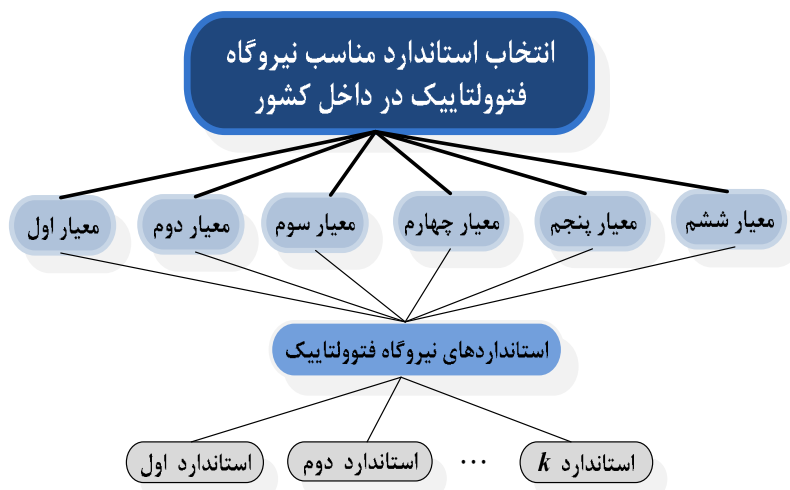 انتخاب استاندارد مناسب نیروگاه
فتوولتاییک در داخل کشور
معیار اول
معیار دوم
معیار سوم
معیار چهارم
معیار پنجم
معیار ششم
استانداردهای نیروگاه فتوولتاییک
استاندارد اول
استاندارد دوم
...
استاندارد k